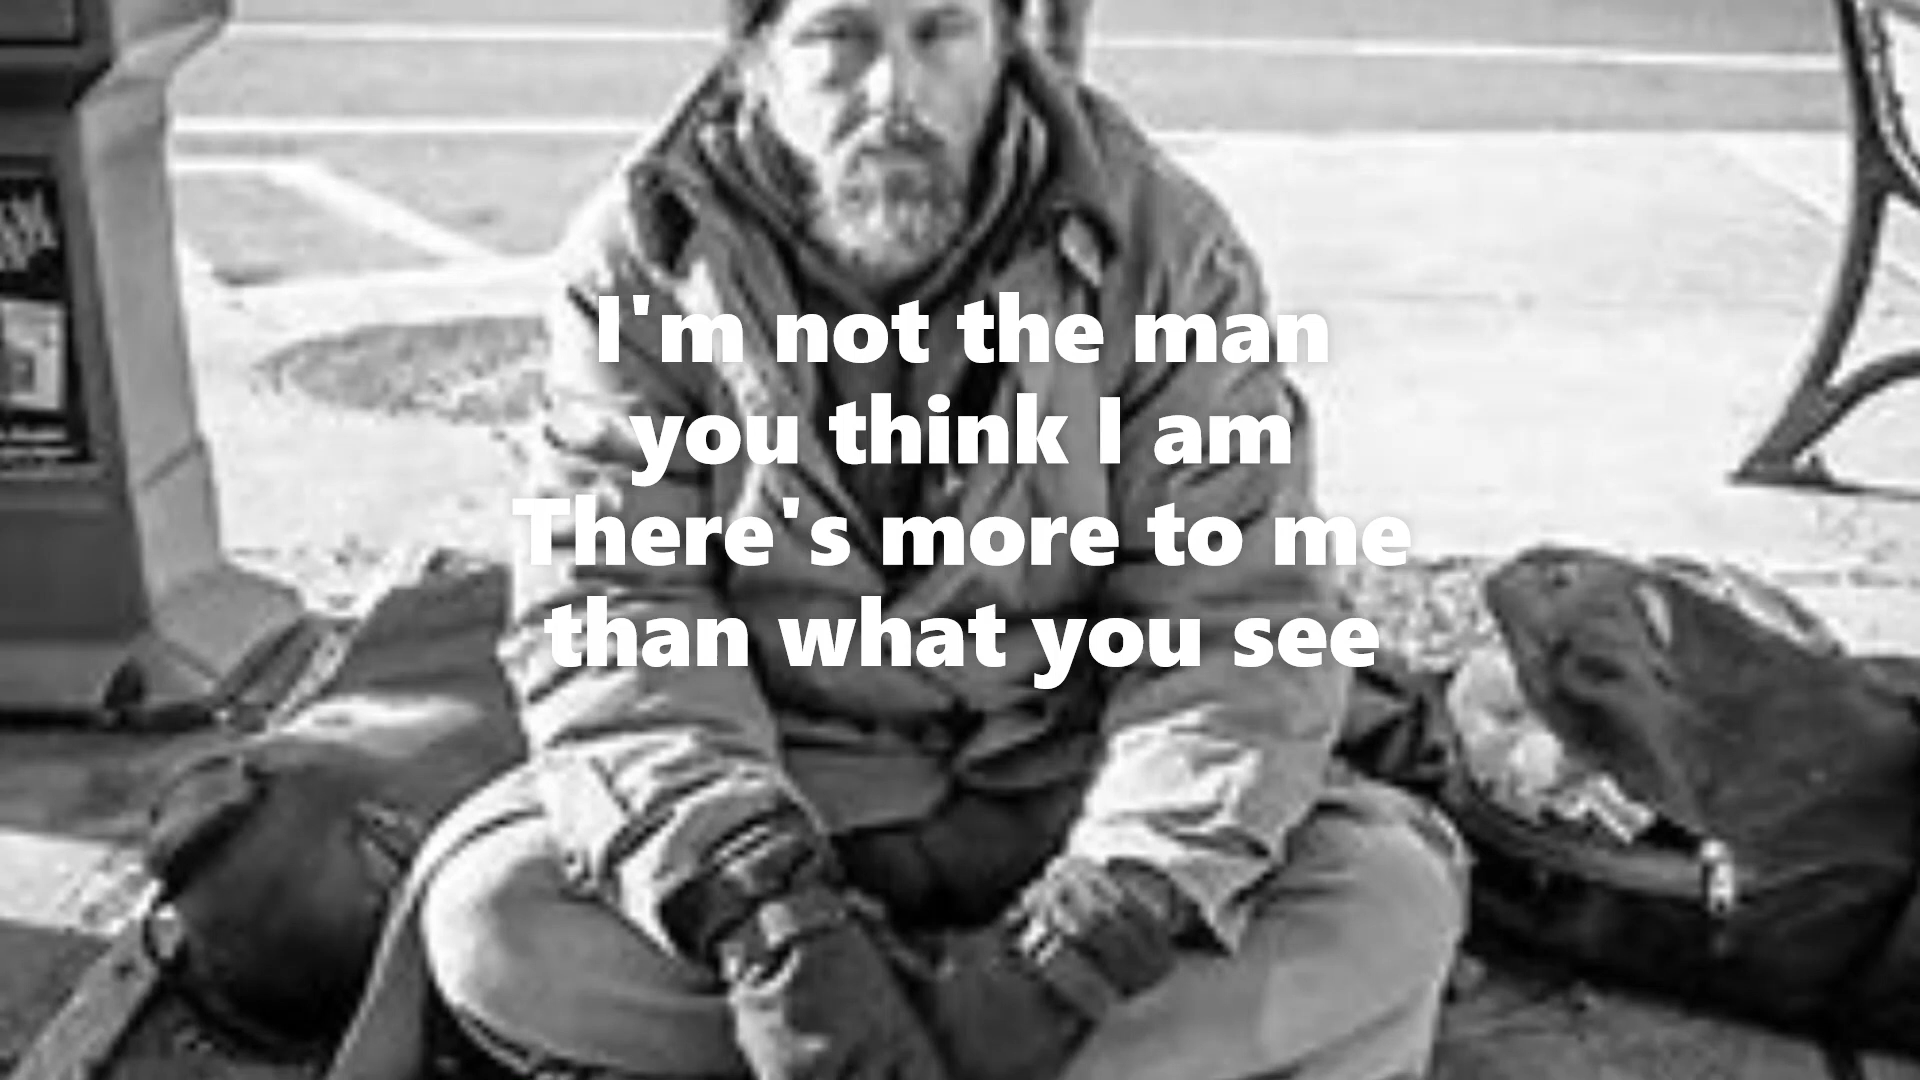 I'm not the man
you think I am
There's more to me
than what you see